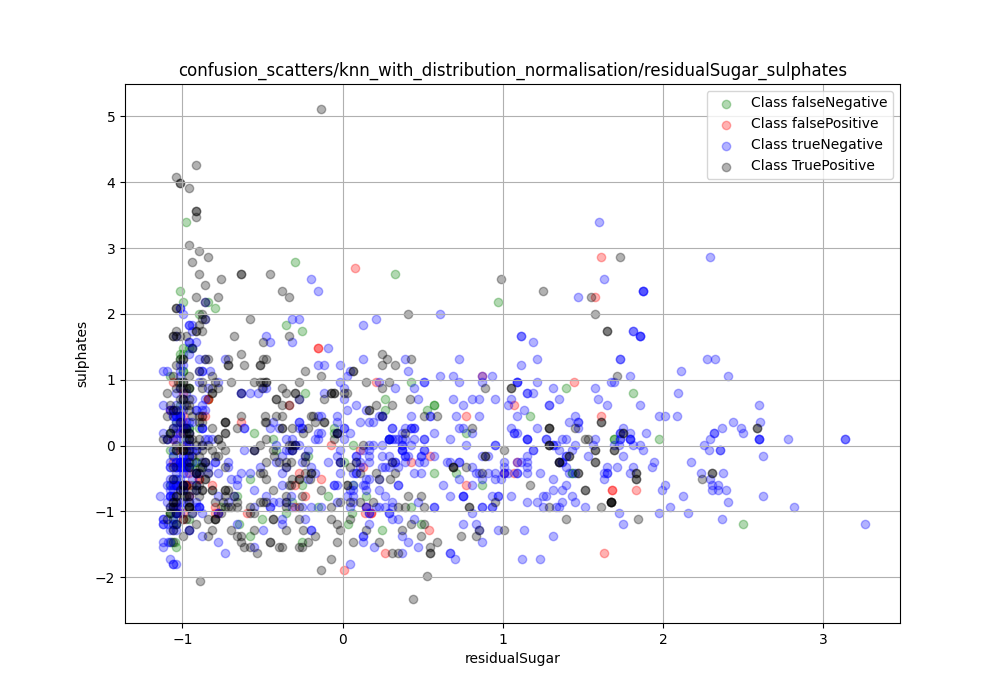 confusion_scatters/knn_with_distribution_normalisation/residualSugar_sulphates
Class falseNegative
Class falsePositive
Class trueNegative
Class TruePositive
5
4
3
2
1
0
−1
−2
sulphates
−1
0
1
2
3
residualSugar